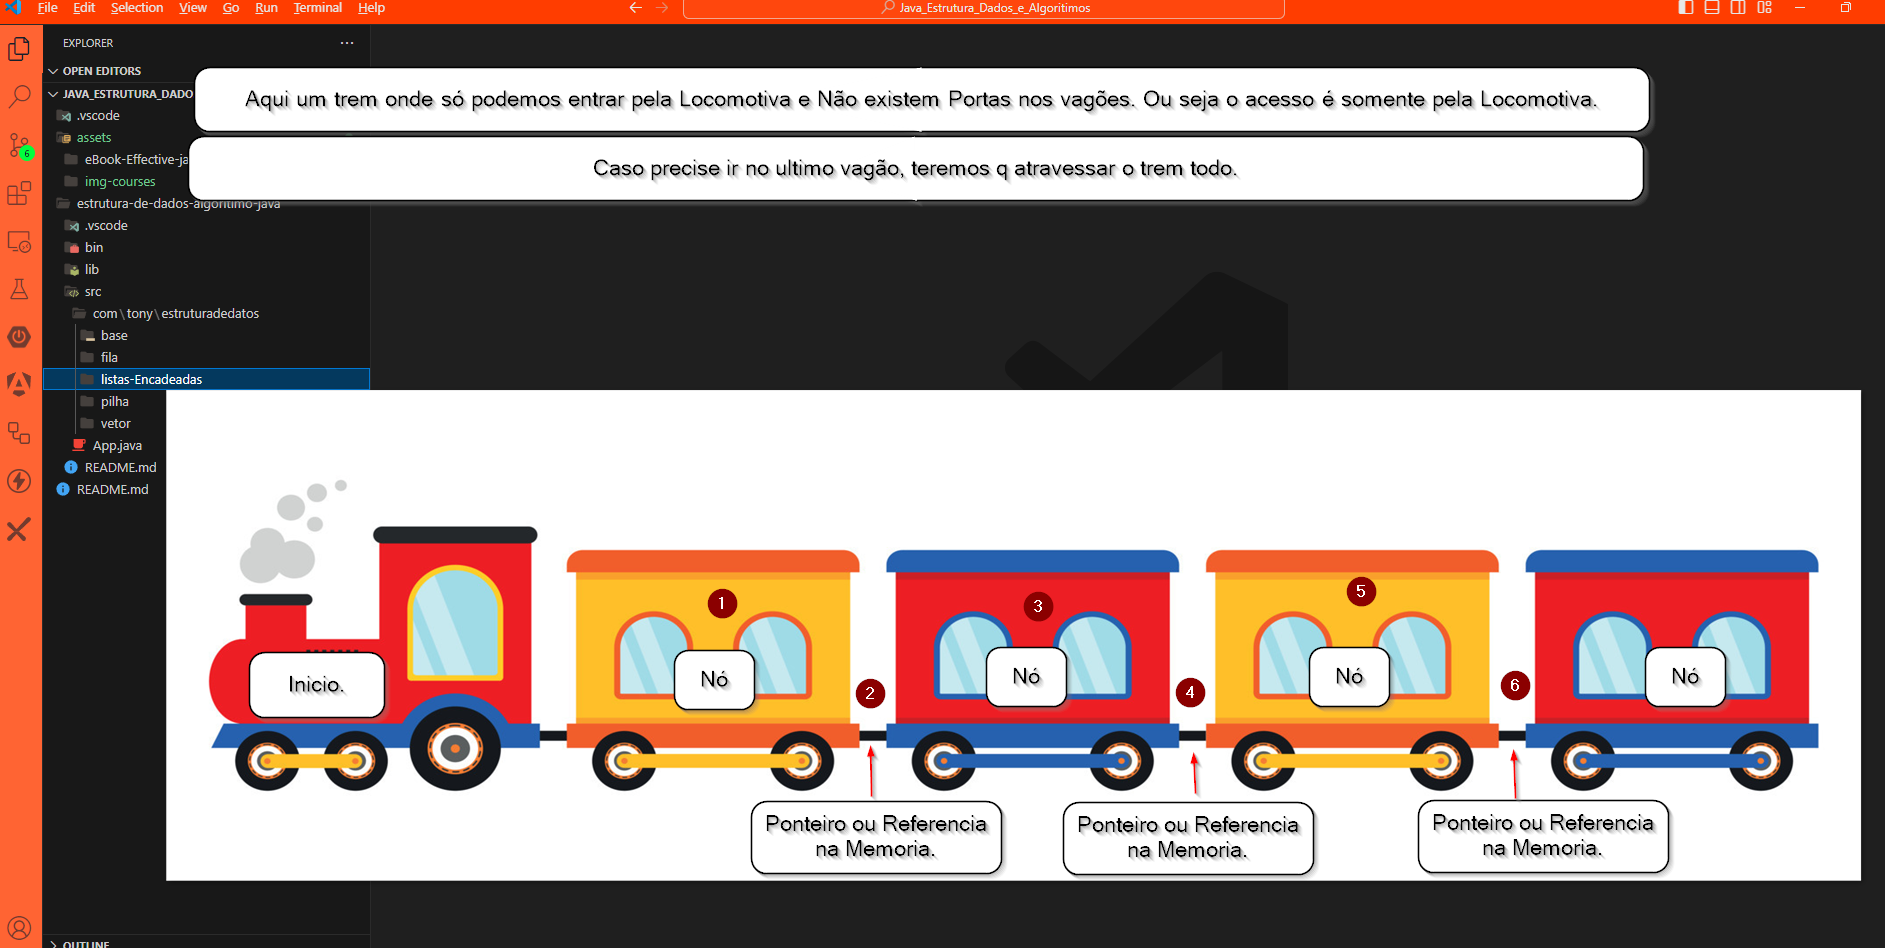 File Edit Selection View Go Run Terminal Help
Java_Estrutura_Dados_e_Algoritimos
EXPLORER
OPEN EDITORS
JAVA_ESTRUTURA_DADO
.vscode
assets
eBook-Effective-ja
img-courses
estrutura-de-dados-algoritimo-java
.vscode
bin
lib
src
com\tony\estruturadedatos
base
fila
listas-Encadeadas
pilha
vetor
App.java
README.md
README.md
OUTLINE
6
Aqui um trem onde só podemos entrar pela Locomotiva e Não existem Portas nos vagões. Ou seja o acesso é somente pela Locomotiva.
Caso precise ir no ultimo vagão, teremos q atravessar o trem todo.
Inicio.
1
Nó
2
3
Nó
4
5
Nó
6
Nó
Ponteiro ou Referencia
na Memoria.
Ponteiro ou Referencia
na Memoria.
Ponteiro ou Referencia
na Memoria.